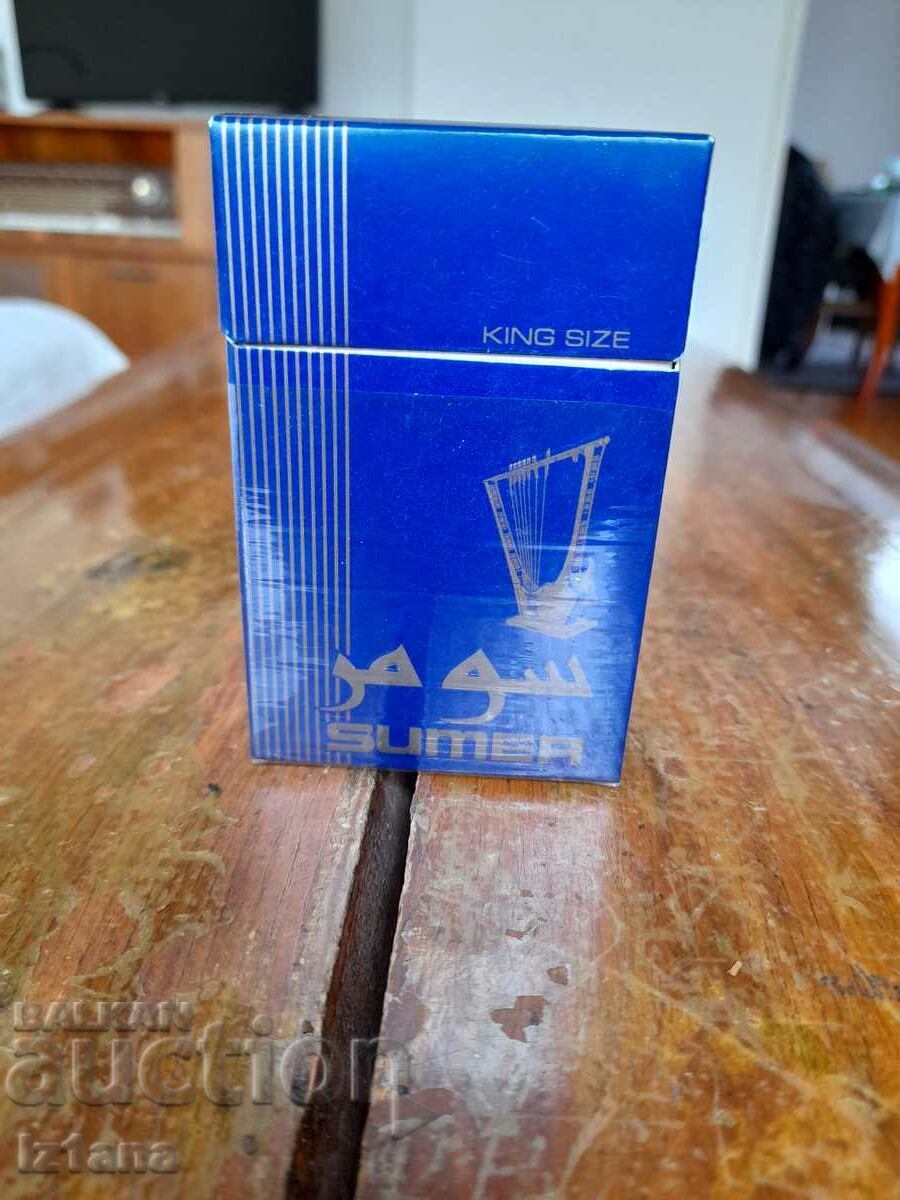 KING SIZE
سومر
SUMER
BALKAN
auction
iz1ana